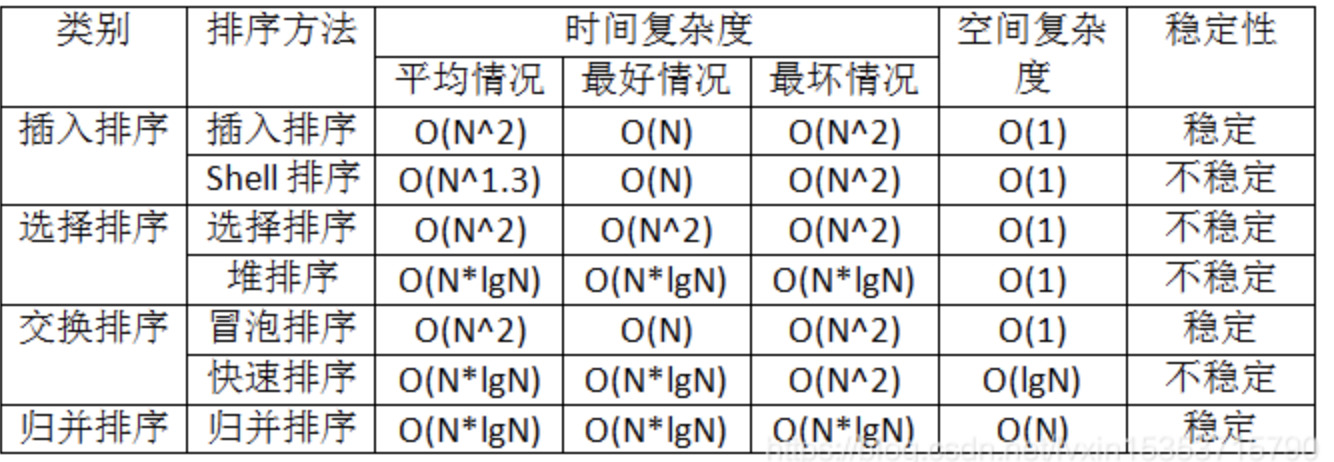 类别 排序方法 时间复杂度 空间复杂度 稳定性
平均情况 最好情况 最坏情况
插入排序 插入排序 O(N^2) O(N) O(N^2) O(1) 稳定
Shell 排序 O(N^1.3) O(N) O(N^2) O(1) 不稳定
选择排序 选择排序 O(N^2) O(N^2) O(N^2) O(1) 不稳定
堆排序 O(N*lgN) O(N*lgN) O(N*lgN) O(1) 不稳定
交换排序 冒泡排序 O(N^2) O(N) O(N^2) O(1) 稳定
快速排序 O(N*lgN) O(N*lgN) O(N^2) O(lgN) 不稳定
归并排序 归并排序 O(N*lgN) O(N*lgN) O(N*lgN) O(N) 稳定